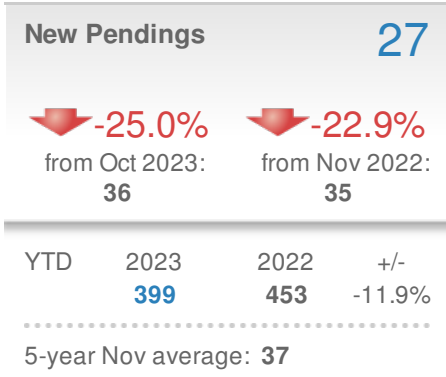 New Pendings 27
-25.0% -22.9%
from Oct 2023: from Nov 2022:
36 35
YTD 2023 2022 +/-
399 453 -11.9%
5-year Nov average: 37